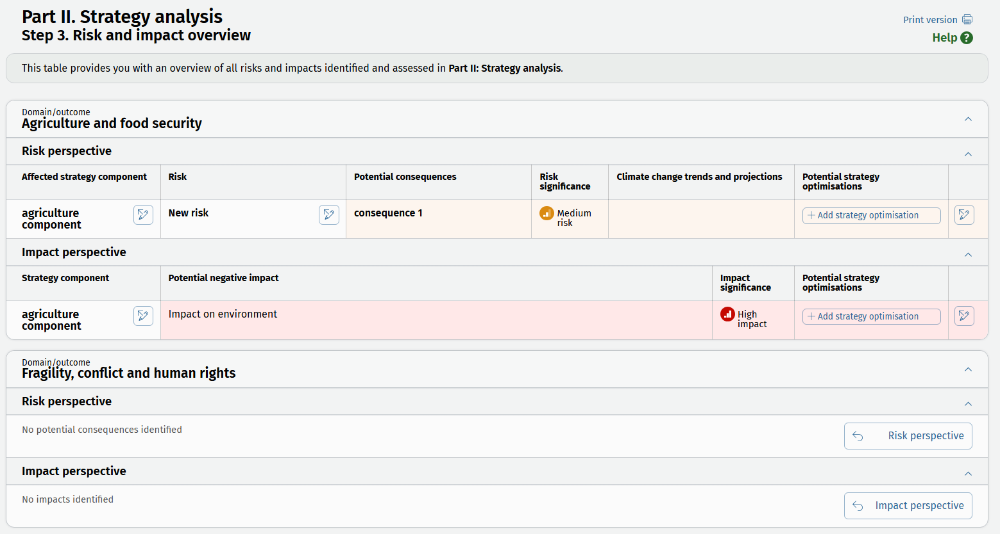 Part II. Strategy analysis
Step 3. Risk and impact overview
Print version
Help ?
This table provides you with an overview of all risks and impacts identified and assessed in Part II: Strategy analysis.
Domain/outcome
Agriculture and food security
Risk perspective
Affected strategy component
Risk
Potential consequences
Risk
significance
Climate change trends and projections
Potential strategy
optimisations
agriculture
component
New risk
consequence 1
Medium
risk
+ Add strategy optimisation
Impact perspective
Strategy component
Potential negative impact
Impact
significance
Potential strategy
optimisations
agriculture
component
Impact on environment
High
impact
+ Add strategy optimisation
Domain/outcome
Fragility, conflict and human rights
Risk perspective
No potential consequences identified
Risk perspective
Impact perspective
No impacts identified
Impact perspective